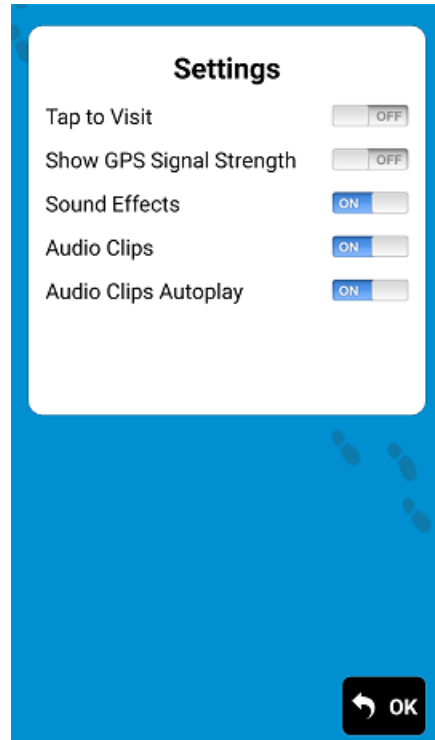 Settings
Tap to Visit OFF
Show GPS Signal Strength OFF
Sound Effects ON
Audio Clips ON
Audio Clips Autoplay ON
OK